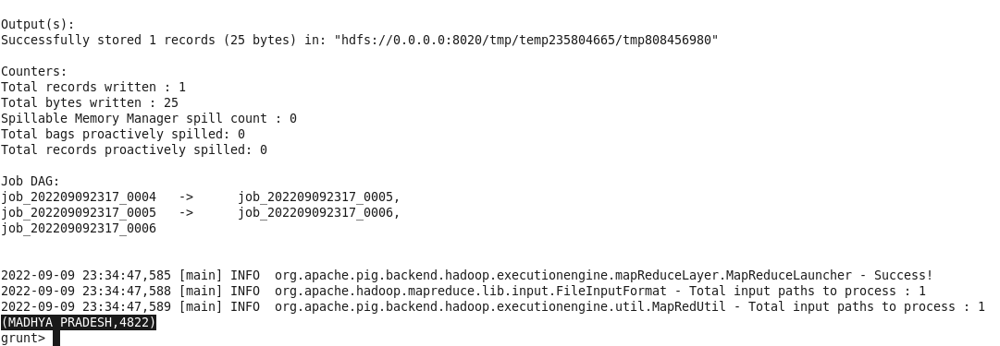 Output(s):
Successfully stored 1 records (25 bytes) in: "hdfs://0.0.0.0:8020/tmp/temp235804665/tmp808456980"
Counters:
Total records written : 1
Total bytes written : 25
Spillable Memory Manager spill count : 0
Total bags proactively spilled: 0
Total records proactively spilled: 0
Job DAG:
job_202209092317_0004 -> job_202209092317_0005,
job_202209092317_0005 -> job_202209092317_0006,
job_202209092317_0006
2022-09-09 23:34:47,585 [main] INFO org.apache.pig.backend.hadoop.executionengine.mapReduceLayer.MapReduceLauncher - Success!
2022-09-09 23:34:47,588 [main] INFO org.apache.hadoop.mapreduce.lib.input.FileInputFormat - Total input paths to process : 1
2022-09-09 23:34:47,589 [main] INFO org.apache.pig.backend.hadoop.executionengine.util.MapRedUtil - Total input paths to process : 1
(MADHYA PRADESH,4822)
grunt>